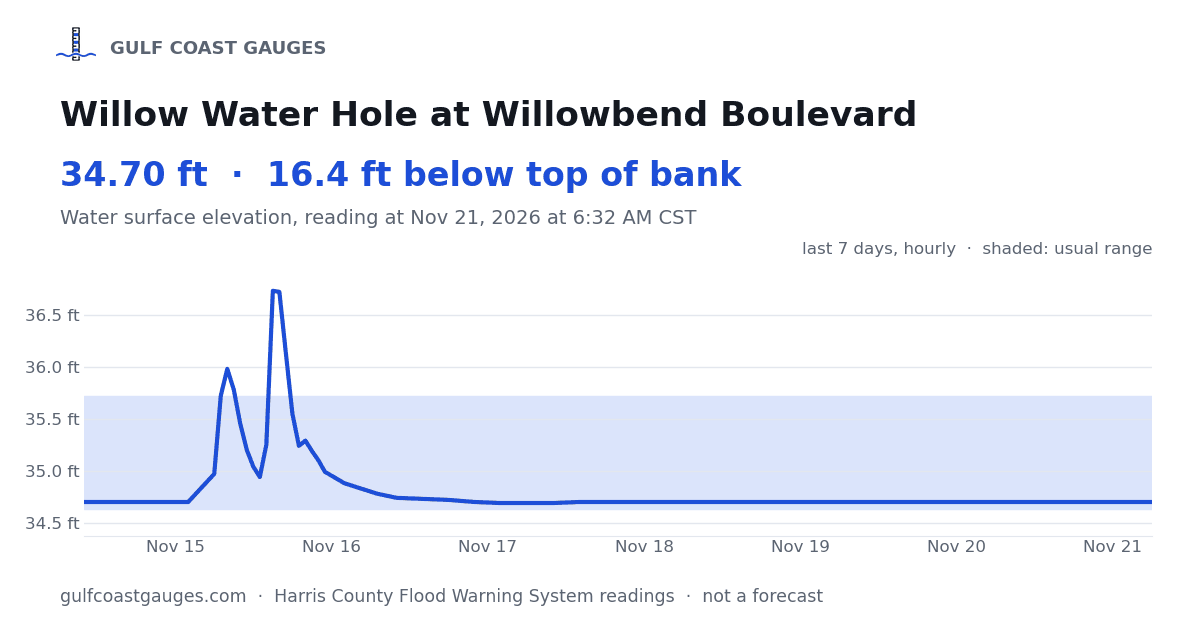 GULF COAST GAUGES
Willow Water Hole at Willowbend Boulevard
34.70 ft · 16.4 ft below top of bank
Water surface elevation, reading at Nov 21, 2026 at 6:32 AM CST
last 7 days, hourly · shaded: usual range
36.5 ft
36.0 ft
35.5 ft
35.0 ft
34.5 ft
Nov 15 Nov 16 Nov 17 Nov 18 Nov 19 Nov 20 Nov 21
gulfcoastgauges.com · Harris County Flood Warning System readings · not a forecast